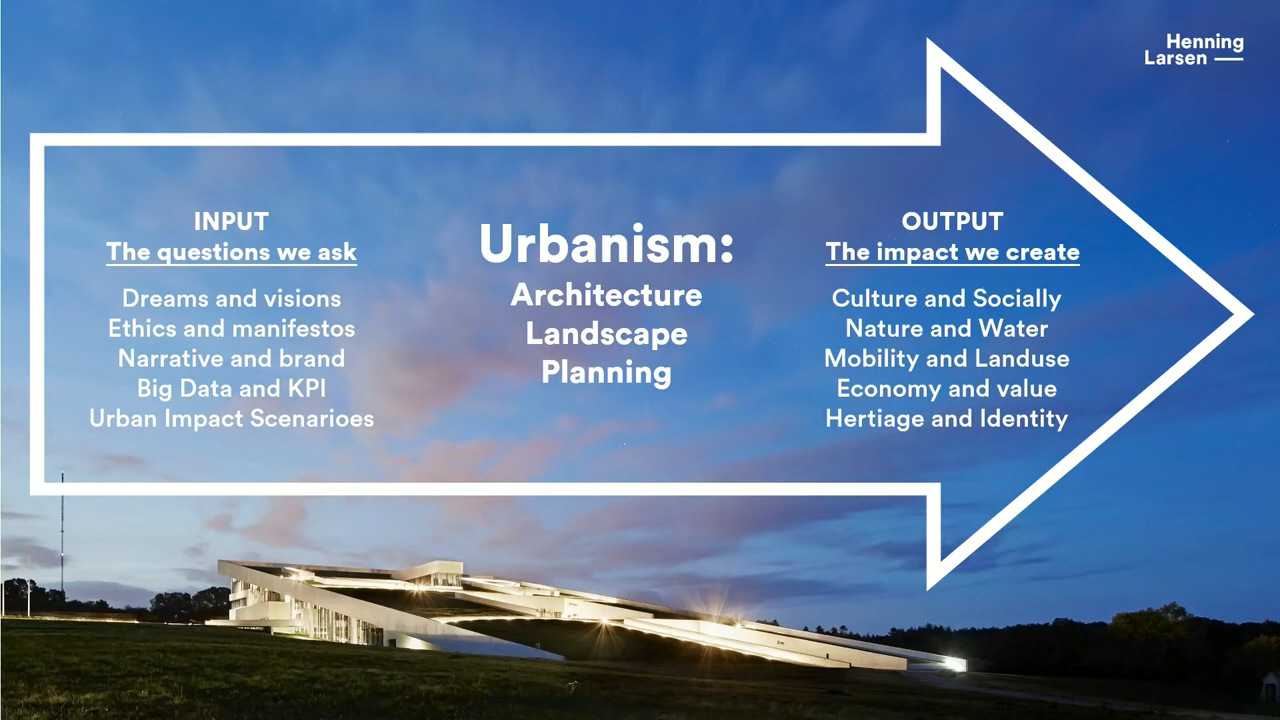 Henning
Larsen
INPUT
The questions we ask
Dreams and visions
Ethics and manifestos
Narrative and brand
Big Data and KPI
Urban Impact Scenarioes
Urbanism:
Architecture
Landscape
Planning
OUTPUT
The impact we create
Culture and Socially
Nature and Water
Mobility and Landuse
Economy and value
Hertiage and Identity